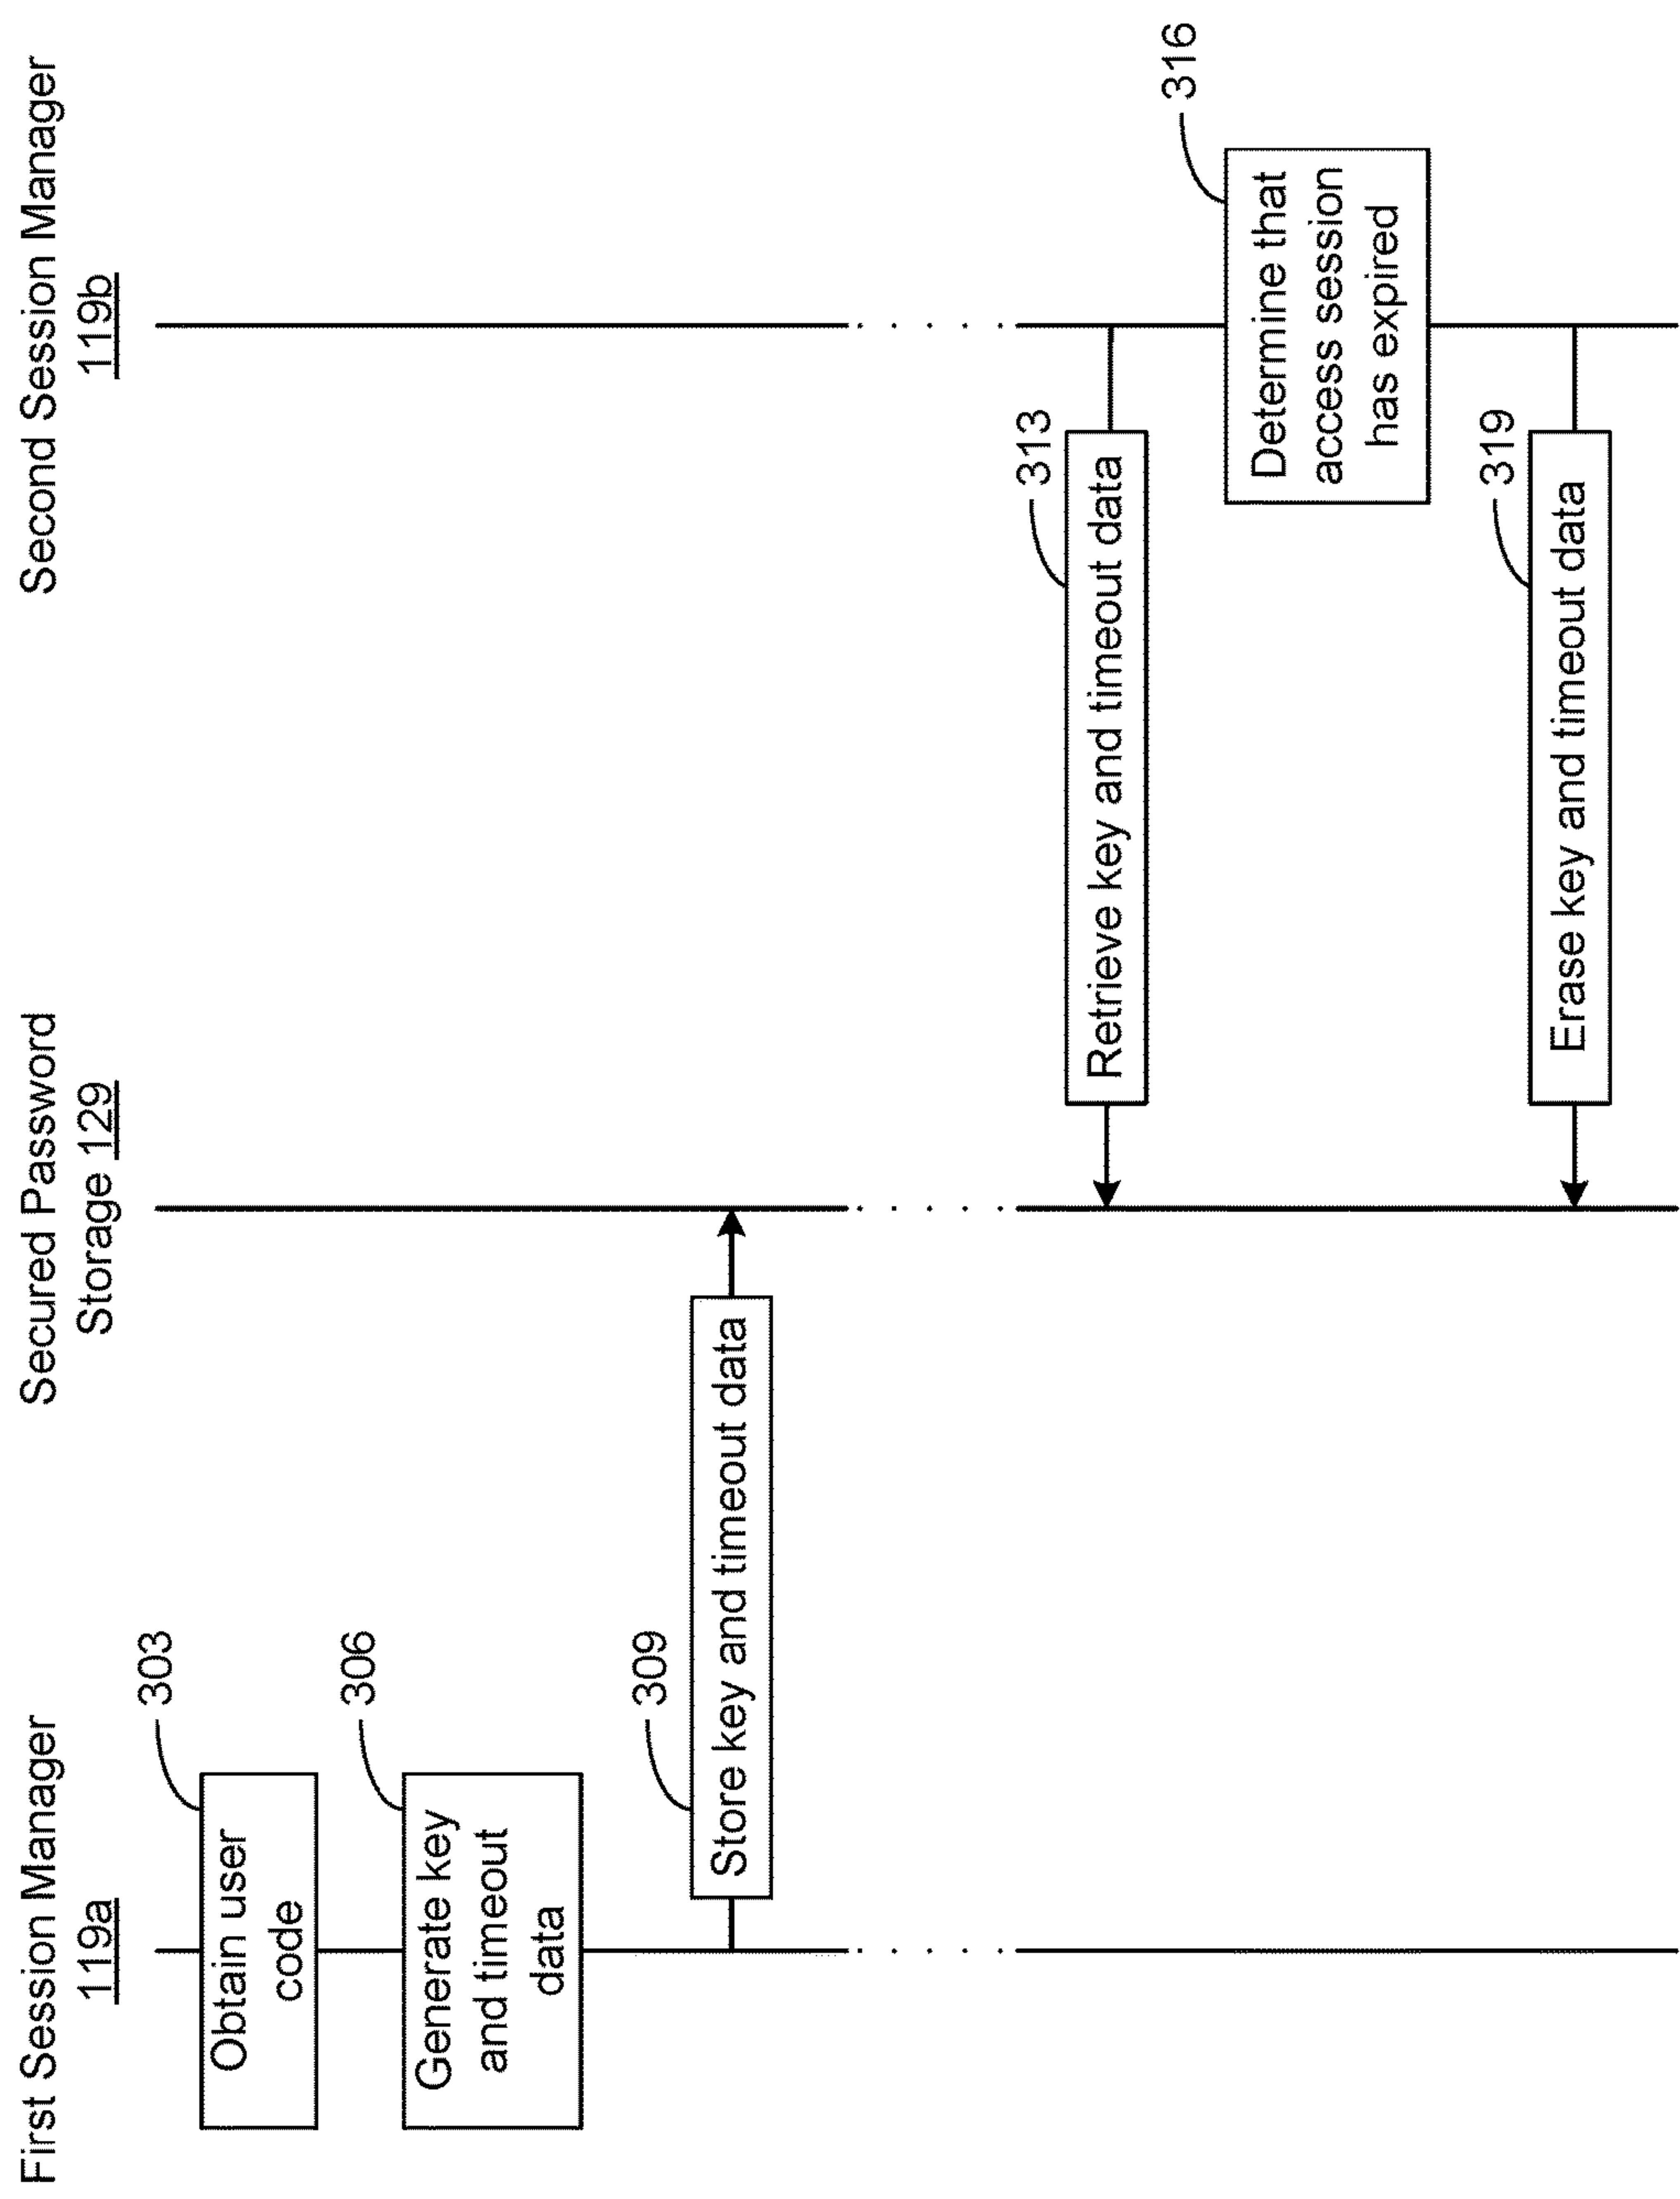 First Session Manager
119a
Secured Password
Storage 129
Second Session Manager
119b
303
Obtain user
code
306
Generate key
and timeout
data
309
Store key and timeout data
313
Retrieve key and timeout data
316
Determine that
access session
has expired
319
Erase key and timeout data